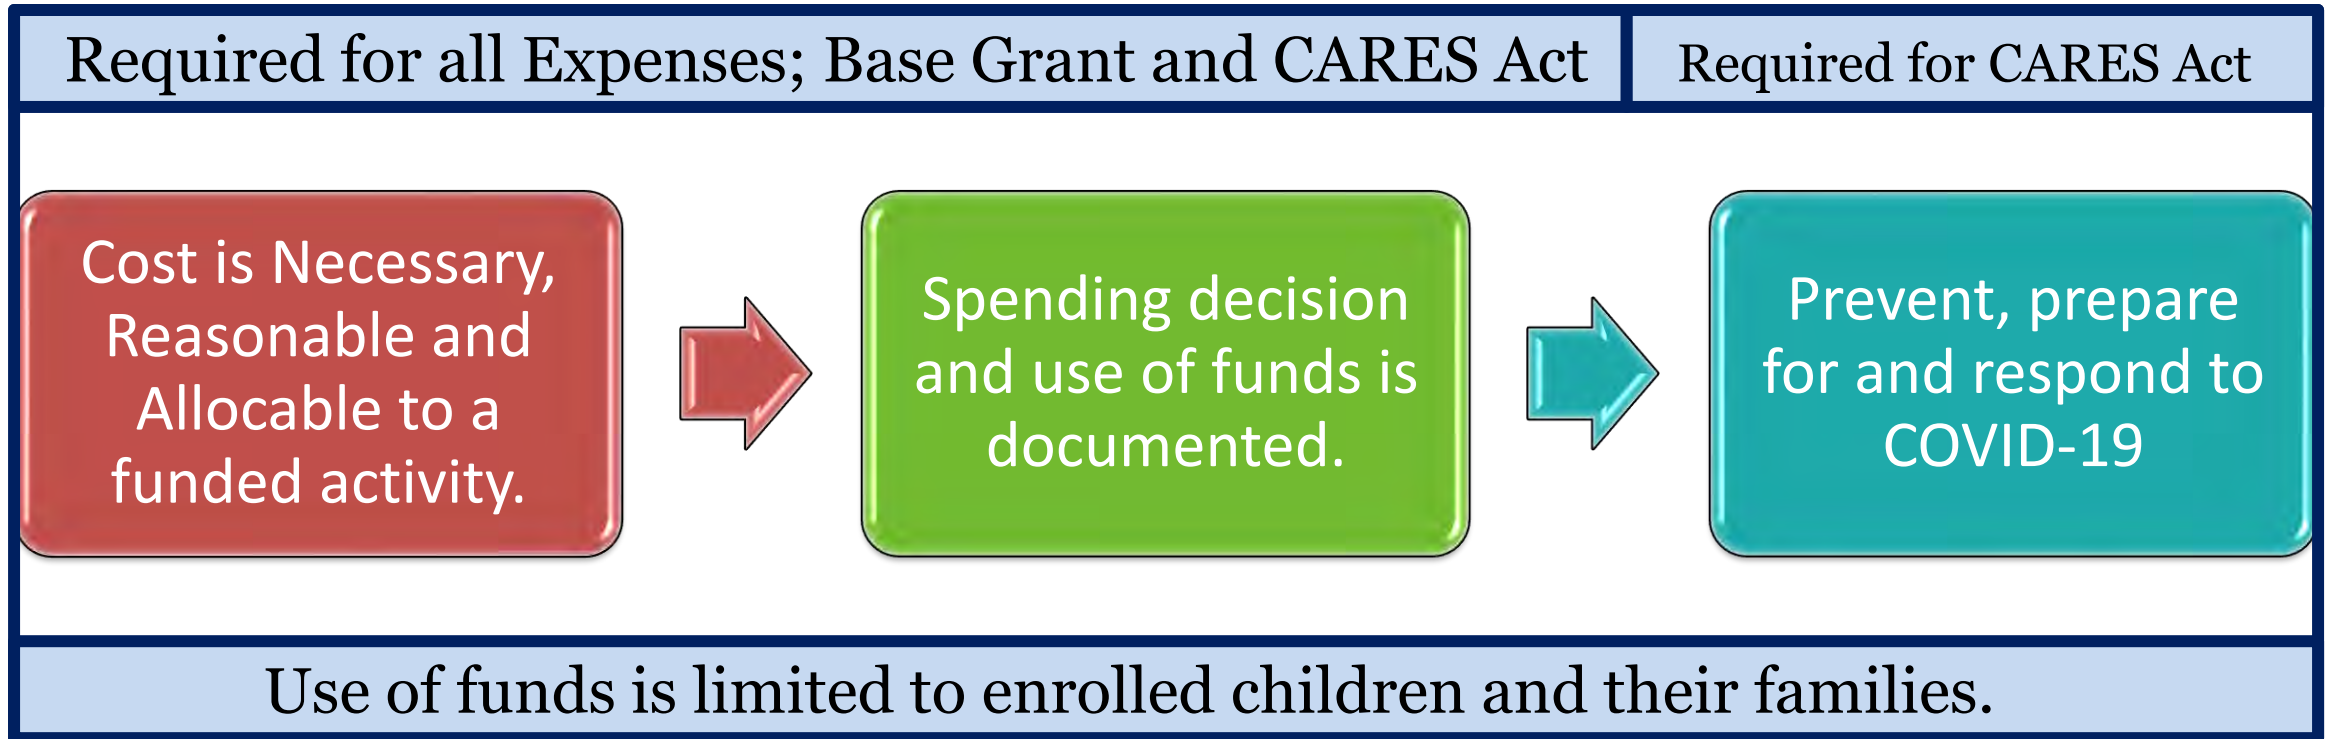 Required for all Expenses; Base Grant and CARES Act
Required for CARES Act
Cost is Necessary,
Reasonable and
Allocable to a
funded activity.
Spending decision
and use of funds is
documented.
Prevent, prepare
for and respond to
COVID-19
Use of funds is limited to enrolled children and their families.